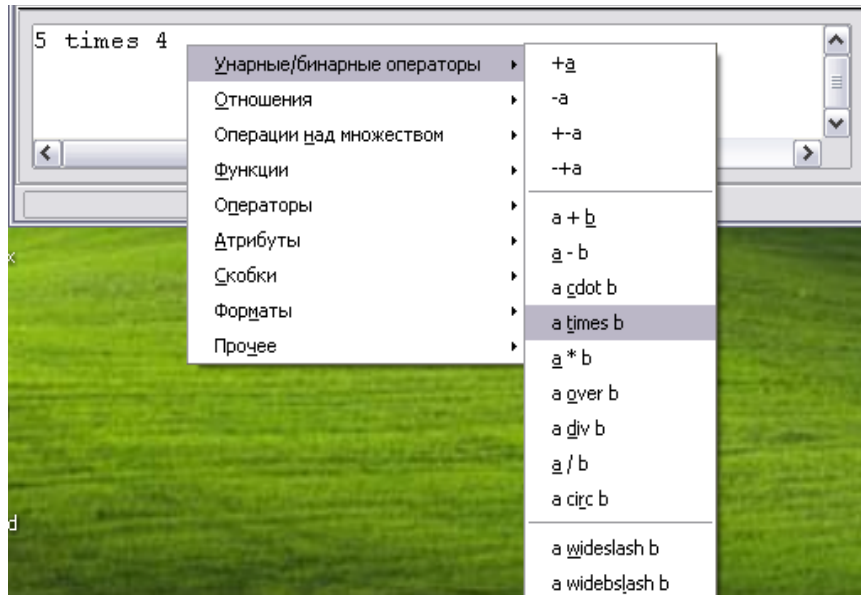 5 times 4
Унарные/бинарные операторы
Отношения
Операции над множеством
Функции
Операторы
Атрибуты
Скобки
Форматы
Прочее
+a
-a
+-a
-+a
a + b
a - b
a cdot b
a times b
a * b
a over b
a div b
a / b
a circ b
a wideslash b
a widebslash b
x
d